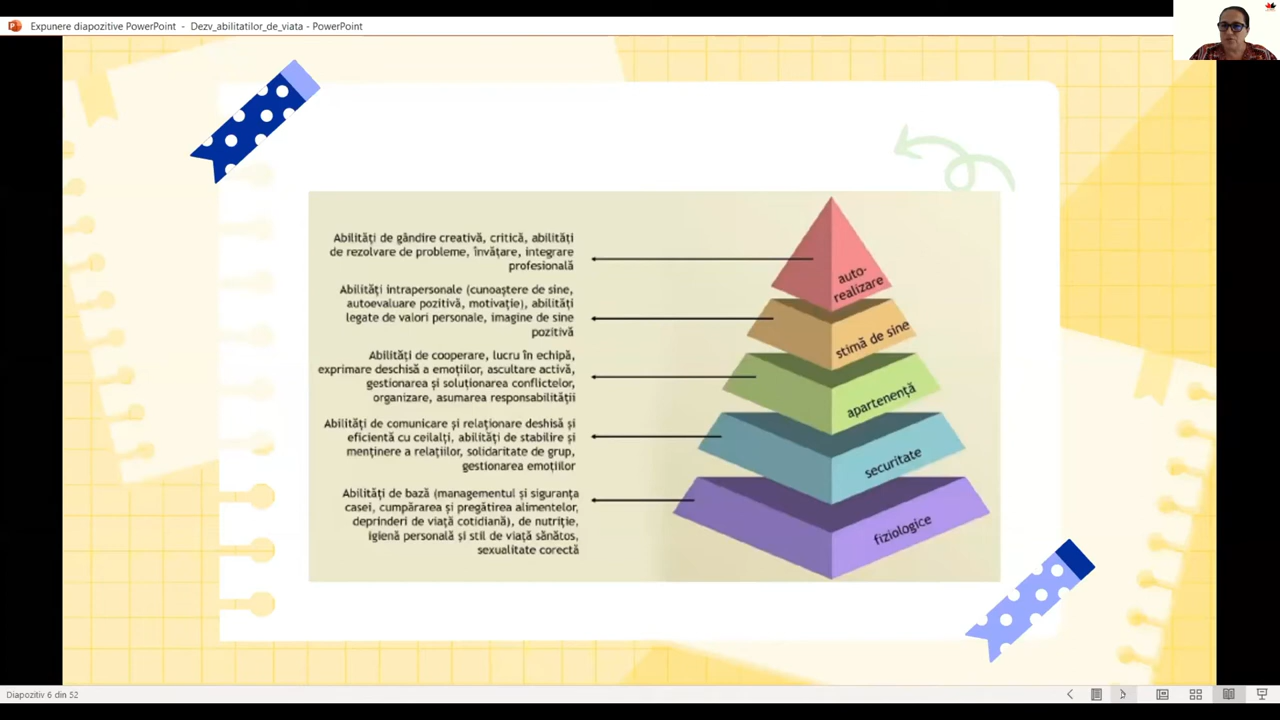 Expunere diapozitive PowerPoint - Dezv_abilitatilor_de_viata - PowerPoint
Abilități de gândire creativă, critică, abilități
de rezolvare de probleme, învățare, integrare
profesională
auto-
realizare
Abilități intrapersonale (cunoaștere de sine,
autoevaluare pozitivă, motivație), abilități
legate de valori personale, imagine de sine
pozitivă
stimă de sine
Abilități de cooperare, lucru în echipă,
exprimare deschisă a emoțiilor, ascultare activă,
gestionarea și soluționarea conflictelor,
organizare, asumarea responsabilității
apartenență
Abilități de comunicare și relaționare deshisă și
eficientă cu ceilalți, abilități de stabilire și
menținere a relațiilor, solidaritate de grup,
gestionarea emoțiilor
securitate
Abilități de bază (managementul și siguranța
casei, cumpărarea și pregătirea alimentelor,
deprinderi de viață cotidiană), de nutriție,
igienă personală și stil de viață sănătos,
sexualitate corectă
fiziologice
Diapozitiv 6 din 52